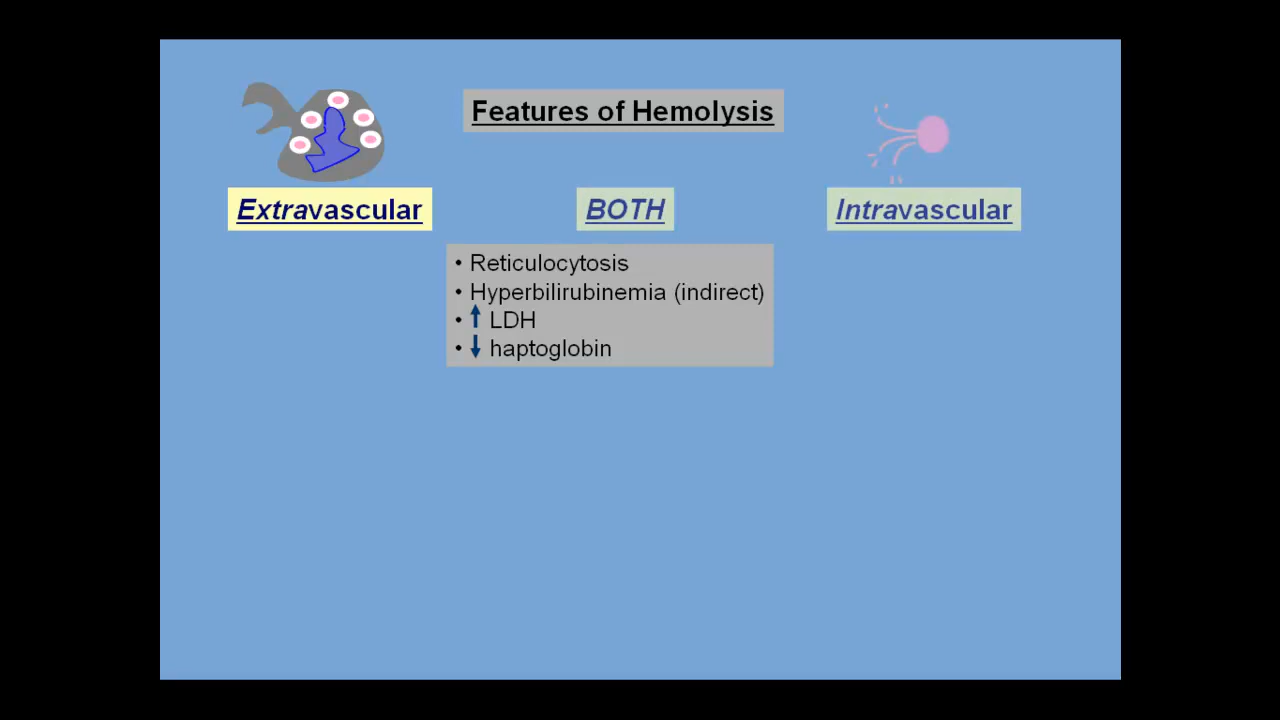 Features of Hemolysis
Extravascular
BOTH
Intravascular
• Reticulocytosis
• Hyperbilirubinemia (indirect)
• ↑ LDH
• ↓ haptoglobin